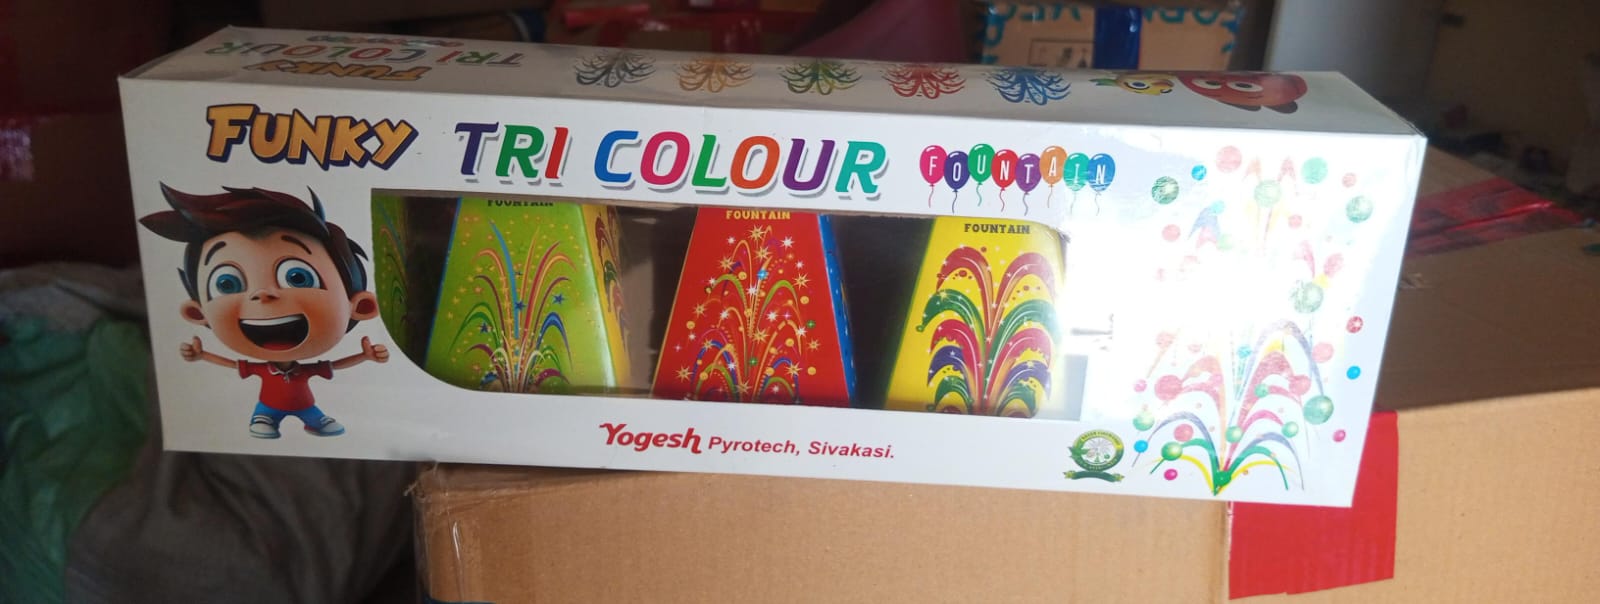 FUNKY
TRI COLOUR
FUNKY TRI COLOUR FOUNTAIN
FOUNTAIN
FOUNTAIN
FOUNTAIN
Yogesh Pyrotech, Sivakasi.